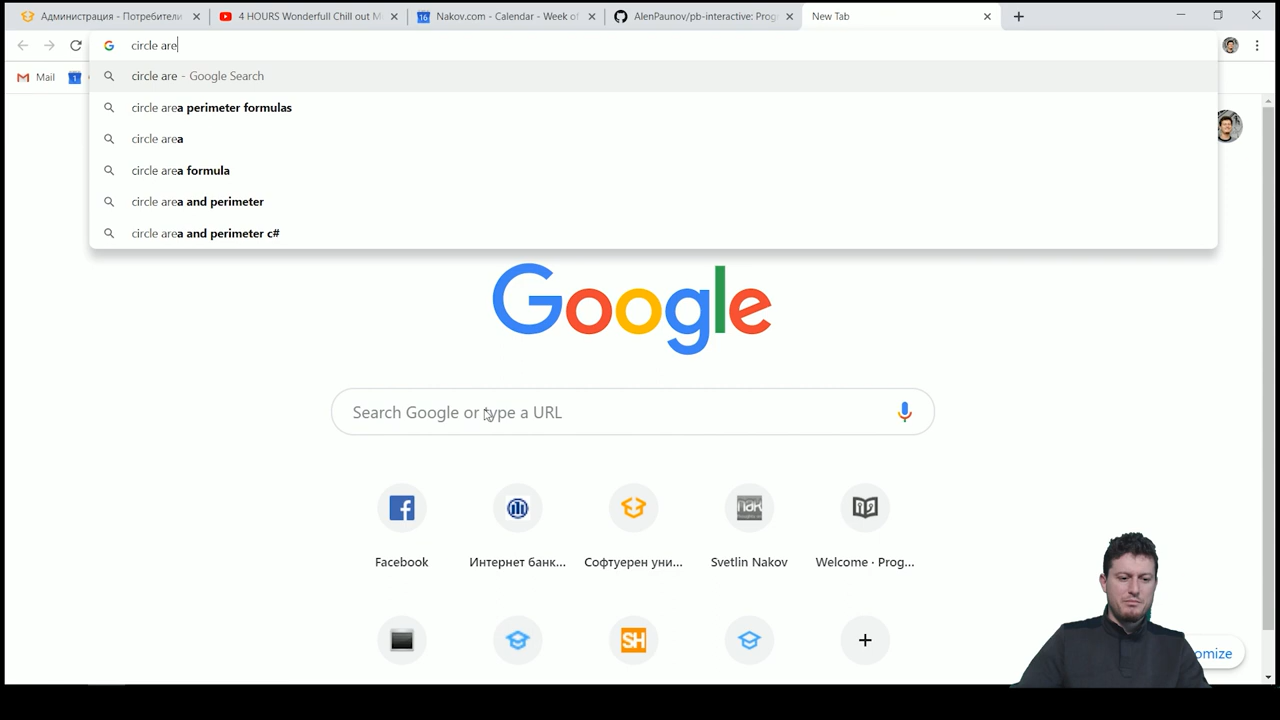 Администрация - Потребители
4 HOURS Wonderfull Chill out M
Nakov.com - Calendar - Week of
AlenPaunov/pb-interactive: Prog
New Tab
circle are
Mail
circle are - Google Search
circle area perimeter formulas
circle area
circle area formula
circle area and perimeter
circle area and perimeter c#
Google
Search Google or type a URL
Facebook
Интернет банк...
Софтуерен уни...
Svetlin Nakov
Welcome · Prog...
SH
omize